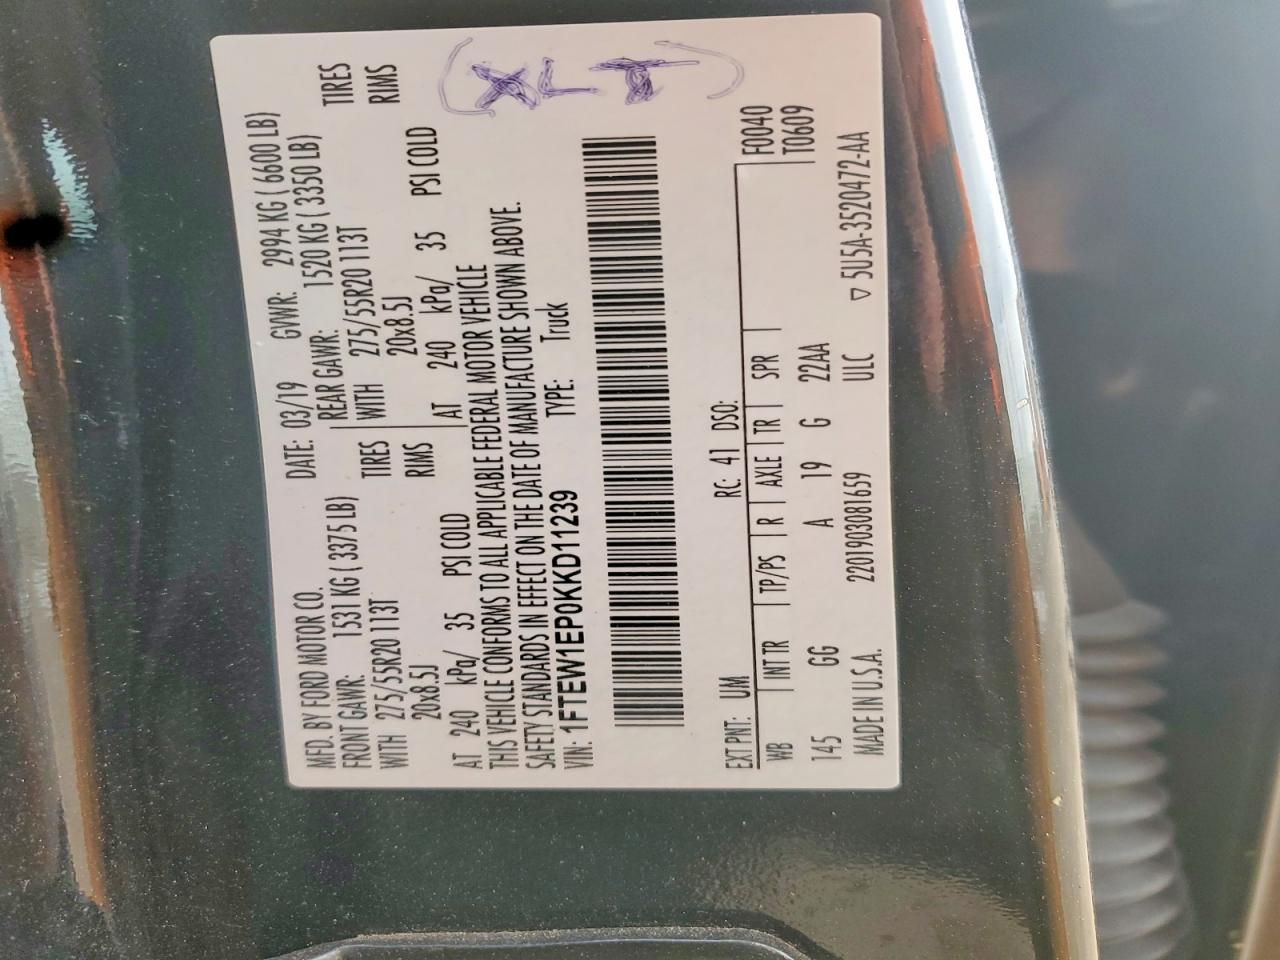 MFD. BY FORD MOTOR CO. DATE: 03/19 GVWR: 2994 KG ( 6600 LB)
FRONT GAWR: 1531 KG ( 3375 LB) REAR GAWR: 1520 KG ( 3350 LB)
WITH 275/55R20 113T TIRES WITH 275/55R20 113T TIRES
20x8.5J RIMS 20x8.5J RIMS
AT 240 kPa/ 35 PSI COLD AT 240 kPa/ 35 PSI COLD
THIS VEHICLE CONFORMS TO ALL APPLICABLE FEDERAL MOTOR VEHICLE
SAFETY STANDARDS IN EFFECT ON THE DATE OF MANUFACTURE SHOWN ABOVE.
VIN: 1FTEW1EP0KKD11239 TYPE: Truck
F0040
EXT PNT: UM RC: 41 DSO: T0609
WB INT TR TP/PS R AXLE TR SPR
145 GG A 19 G 22AA
2201903081659 ULC
MADE IN U.S.A. ▽ 5U5A-3520472-AA